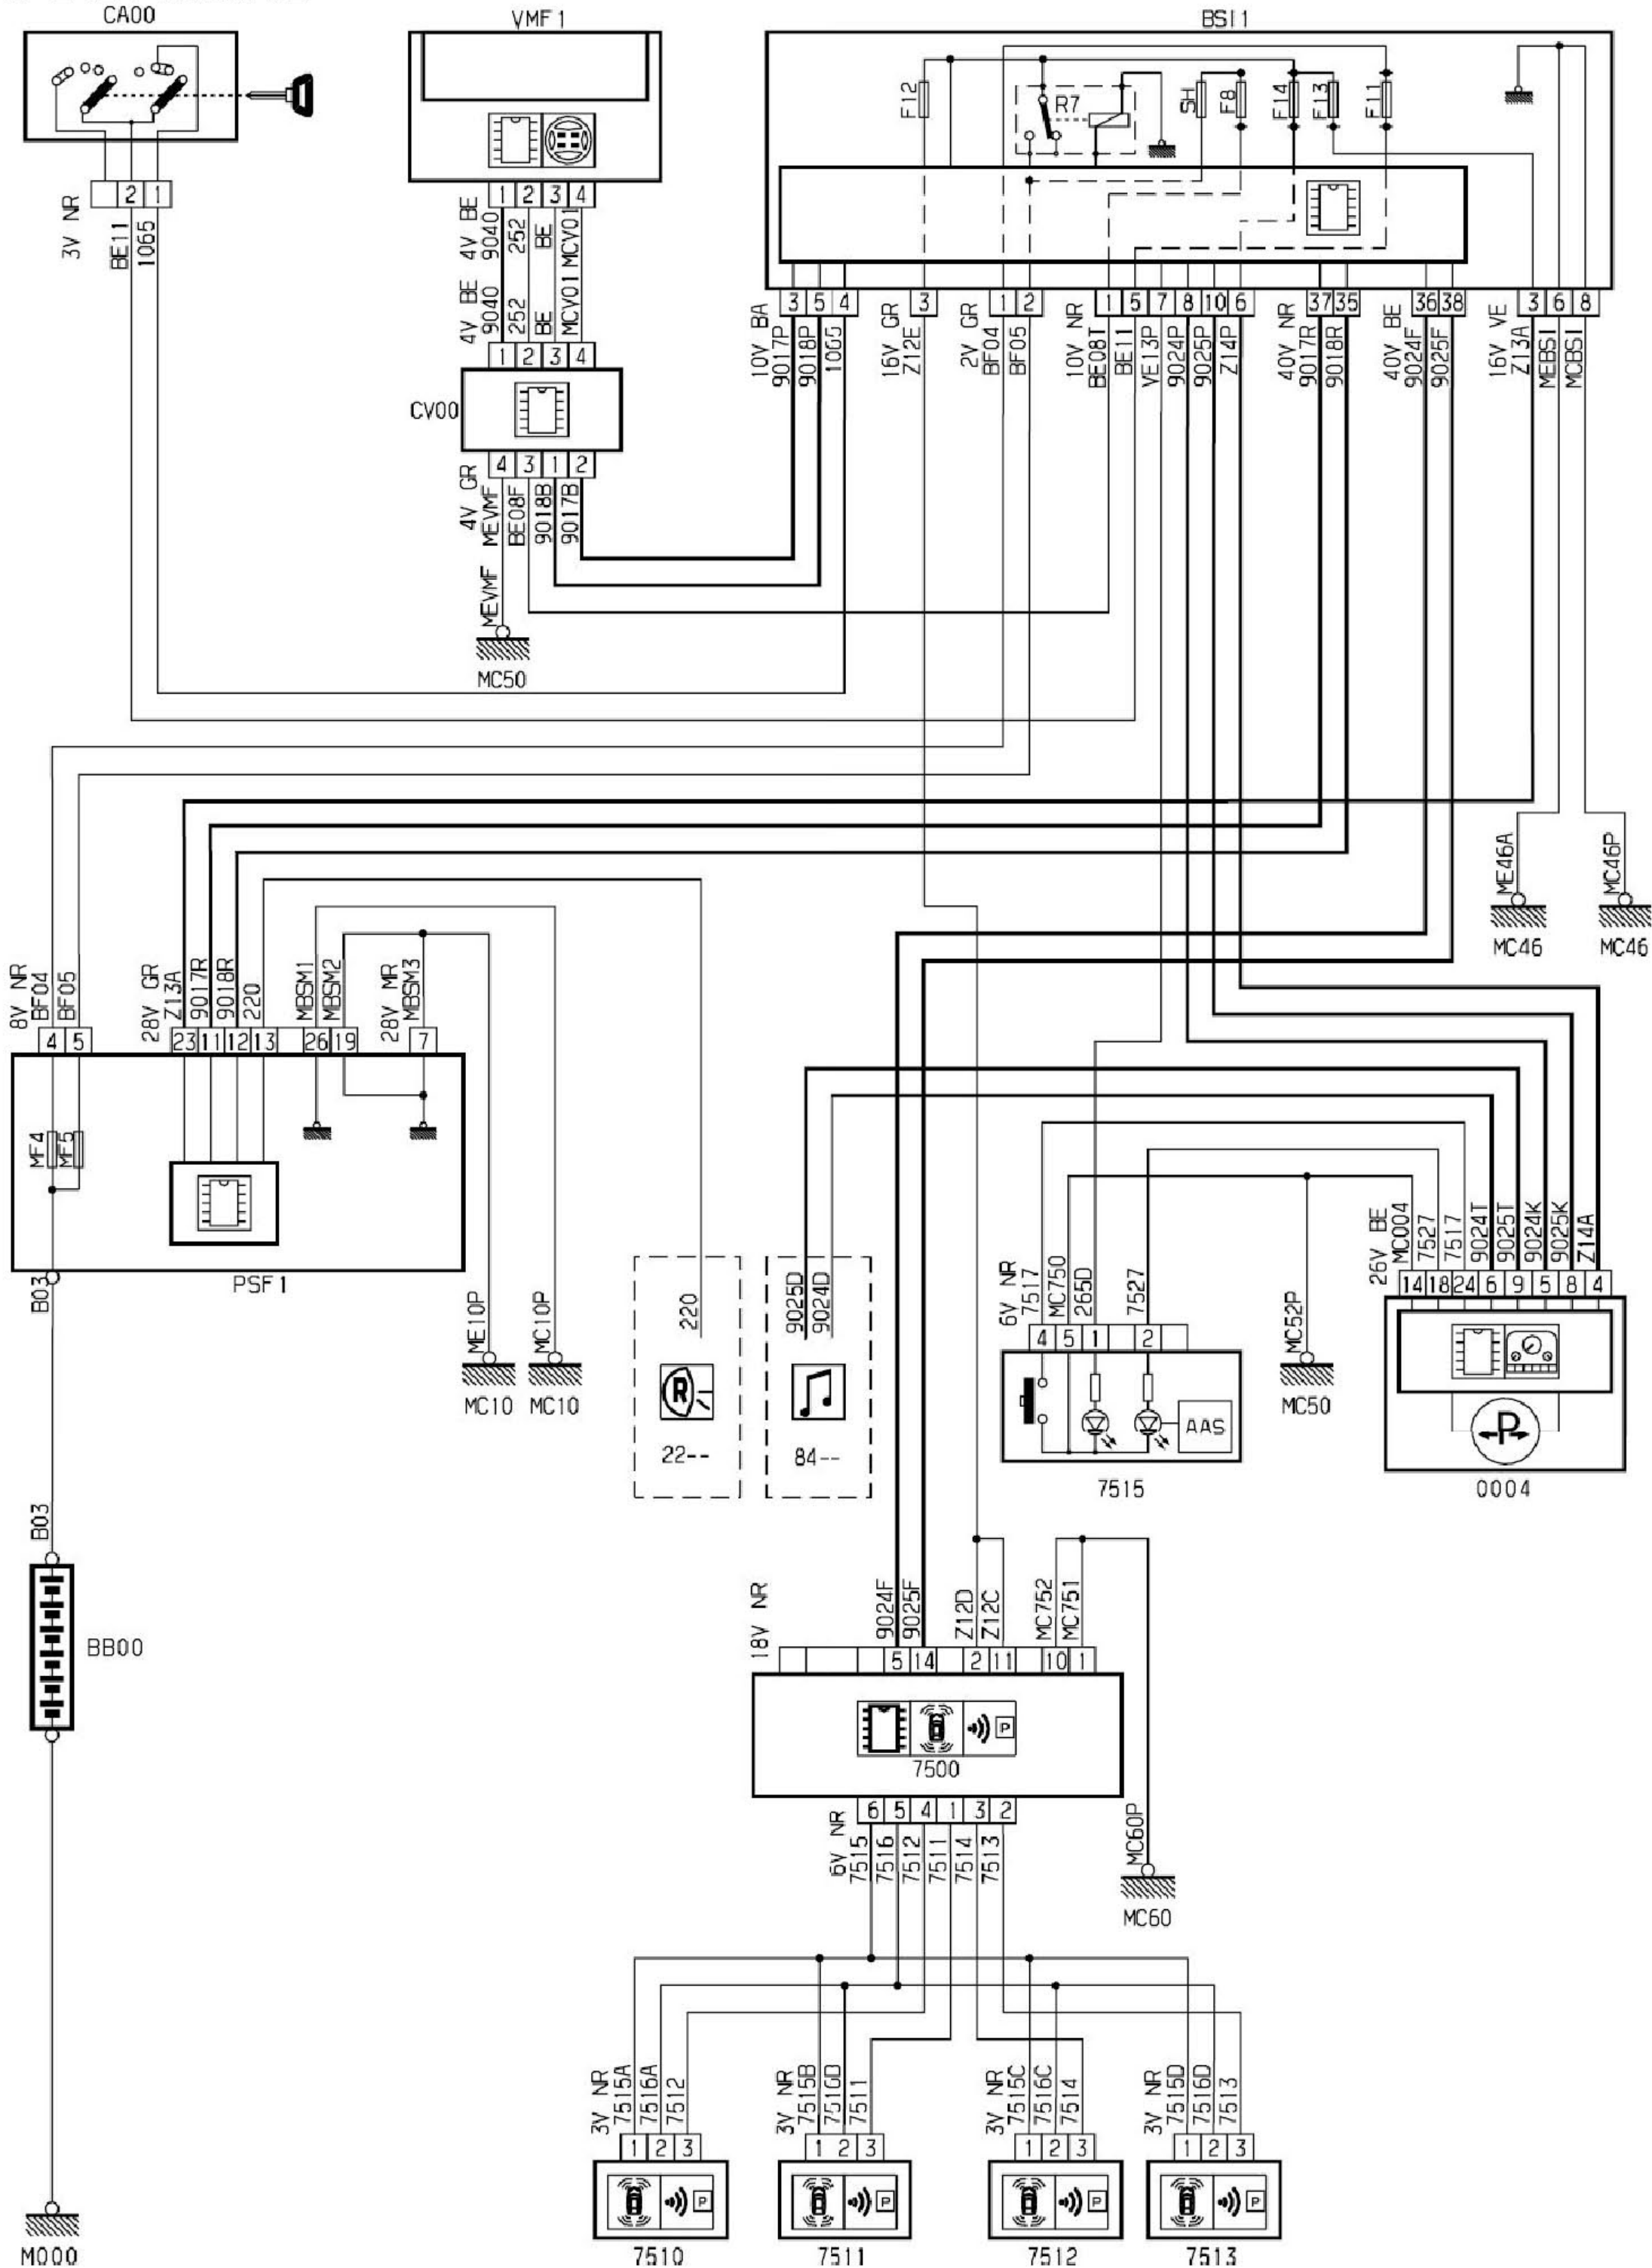 CA00
VMF1
BSI1
F12
R7
SH
F8
F14
F13
F11
2 1
3V NR
BE11
1065
1 2 3 4
4V BE
9040
252
BE
MCV01
4V BE
9040
252
BE
MCV01
1 2 3 4
CV00
4 3 1 2
4V GR
MEVMF
BE08F
9018B
9017B
MEVMF
MC50
3 5 4
10V BA
9017P
9018P
3
16V GR
Z12E
1 2
2V GR
BF04
BF05
1 5 7 8 10 6
10V NR
BE08T
BE11
VE13P
9024P
9025P
Z14P
37 35
40V NR
9017R
9018R
36 38
40V BE
9024F
9025F
3 6 8
16V VE
Z13A
MEBSI
MCBSI
ME46A
MC46P
MC46
MC46
8V NR
BF04
BF05
4 5
28V GR
Z13A
9017R
9018R
220
MBSM1
MBSM2
23 11 12 13 26 19
28V MR
MBSM3
7
MF4
MF5
PSF1
B03
ME10P
MC10P
MC10
MC10
220
R
22--
9025D
9024D
84--
6V NR
7517
MC750
265D
7527
4 5 1 2
AAS
7515
MC52P
MC50
26V BE
MC004
7527
7517
9024T
9025T
9024K
9025K
Z14A
14 18 24 6 9 5 8 4
P
0004
B03
BB00
M000
18V NR
9024F
9025F
Z12D
Z12C
MC752
MC751
5 14 2 11 10 1
P
7500
6 5 4 1 3 2
6V NR
7515
7516
7512
7511
7514
7513
MC60P
MC60
3V NR
7515A
7516A
7512
1 2 3
P
7510
3V NR
7515B
7511
1 2 3
P
7511
3V NR
7515C
7516C
7514
1 2 3
P
7512
3V NR
7515D
7516D
7513
1 2 3
P
7513